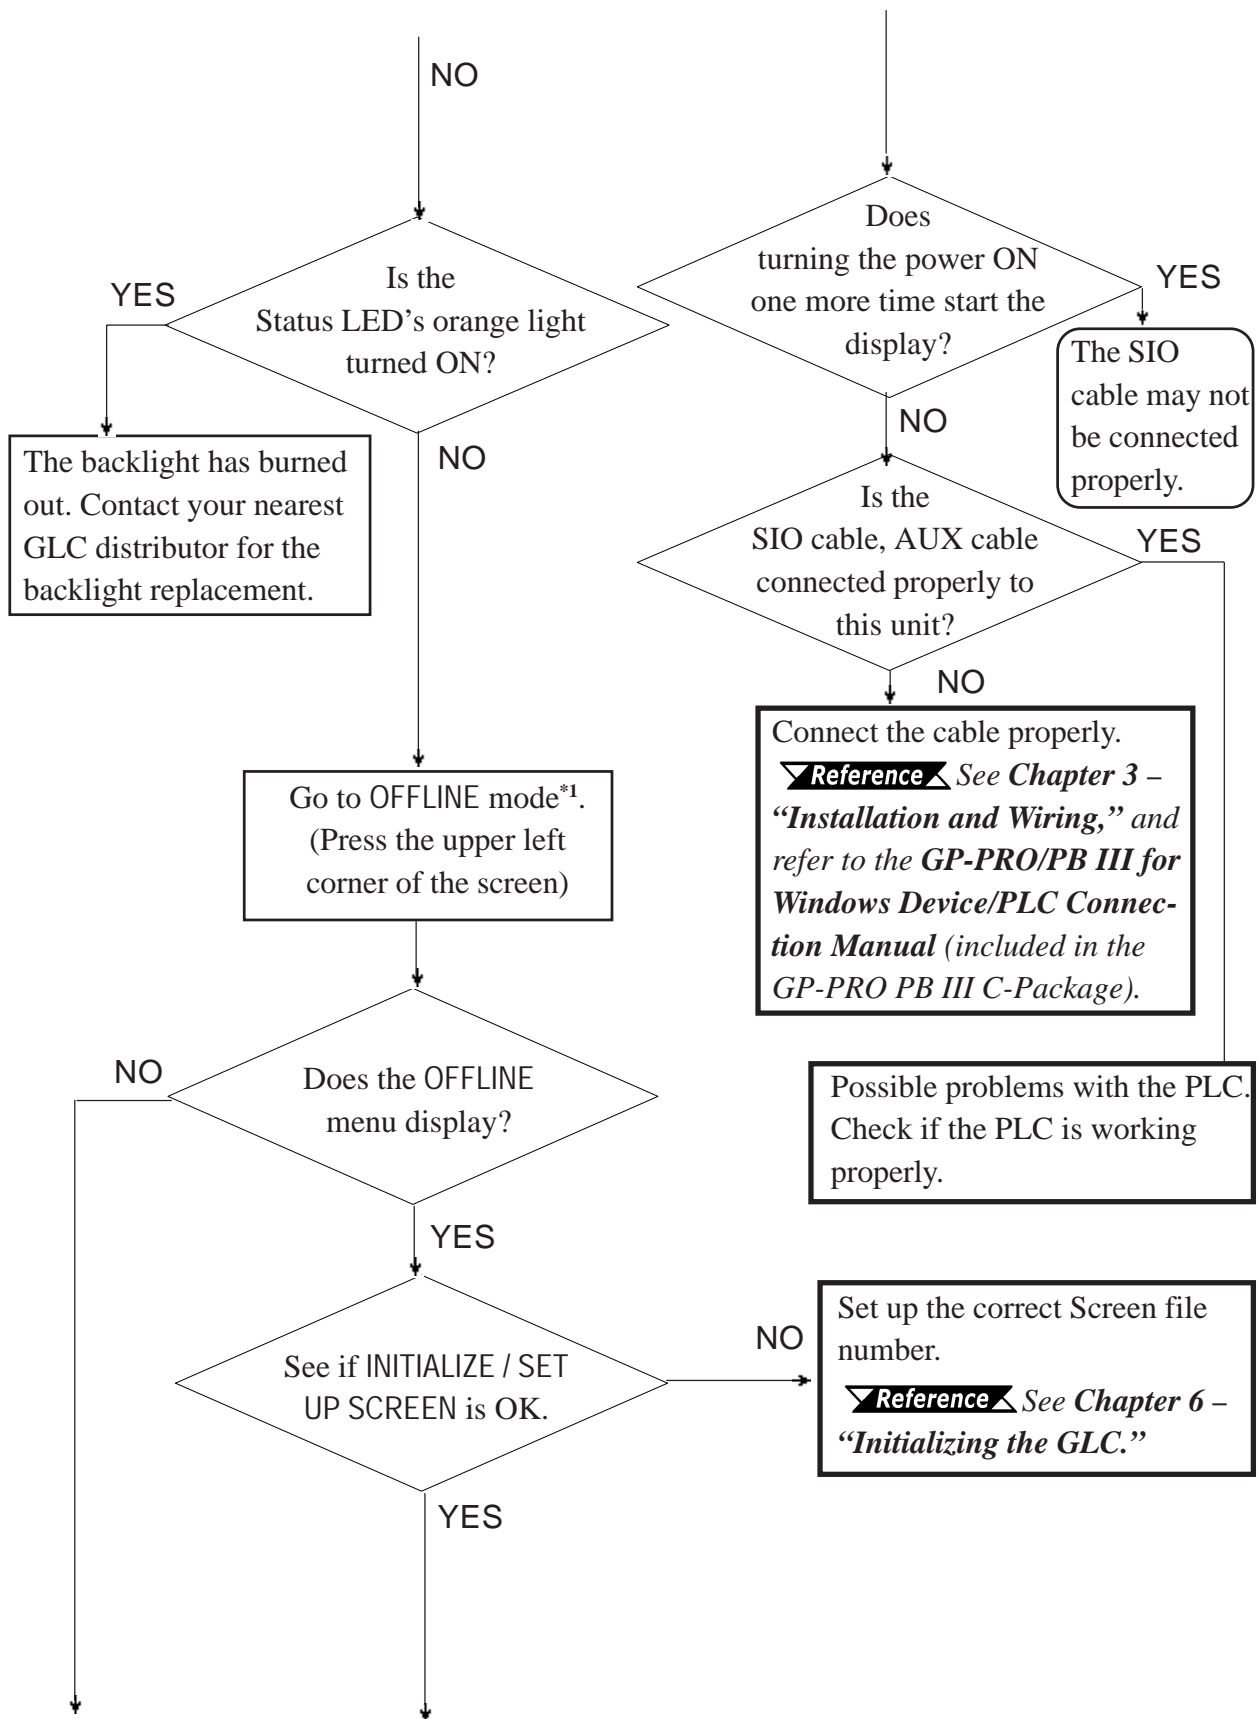 NO
Is the
Status LED's orange light
turned ON?
YES
The backlight has burned
out. Contact your nearest
GLC distributor for the
backlight replacement.
NO
Go to OFFLINE mode*1.
(Press the upper left
corner of the screen)
Does the OFFLINE
menu display?
NO
YES
See if INITIALIZE / SET
UP SCREEN is OK.
NO
Set up the correct Screen file
number.
Reference See Chapter 6 –
“Initializing the GLC.”
YES
Does
turning the power ON
one more time start the
display?
YES
The SIO
cable may not
be connected
properly.
NO
Is the
SIO cable, AUX cable
connected properly to
this unit?
YES
NO
Connect the cable properly.
Reference See Chapter 3 –
“Installation and Wiring,” and
refer to the GP-PRO/PB III for
Windows Device/PLC Connec-
tion Manual (included in the
GP-PRO PB III C-Package).
Possible problems with the PLC.
Check if the PLC is working
properly.